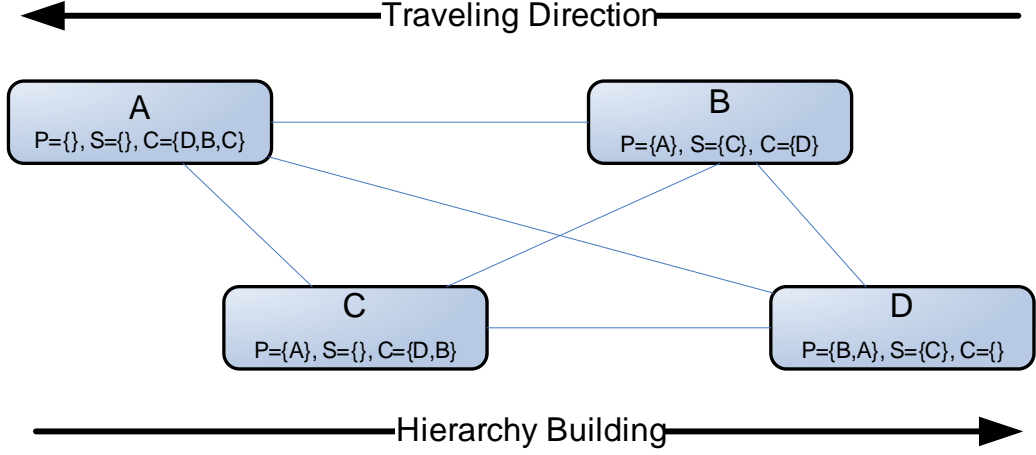 Traveling Direction
A
P={}, S={}, C={D,B,C}
B
P={A}, S={C}, C={D}
C
P={A}, S={}, C={D,B}
D
P={B,A}, S={C}, C={}
Hierarchy Building